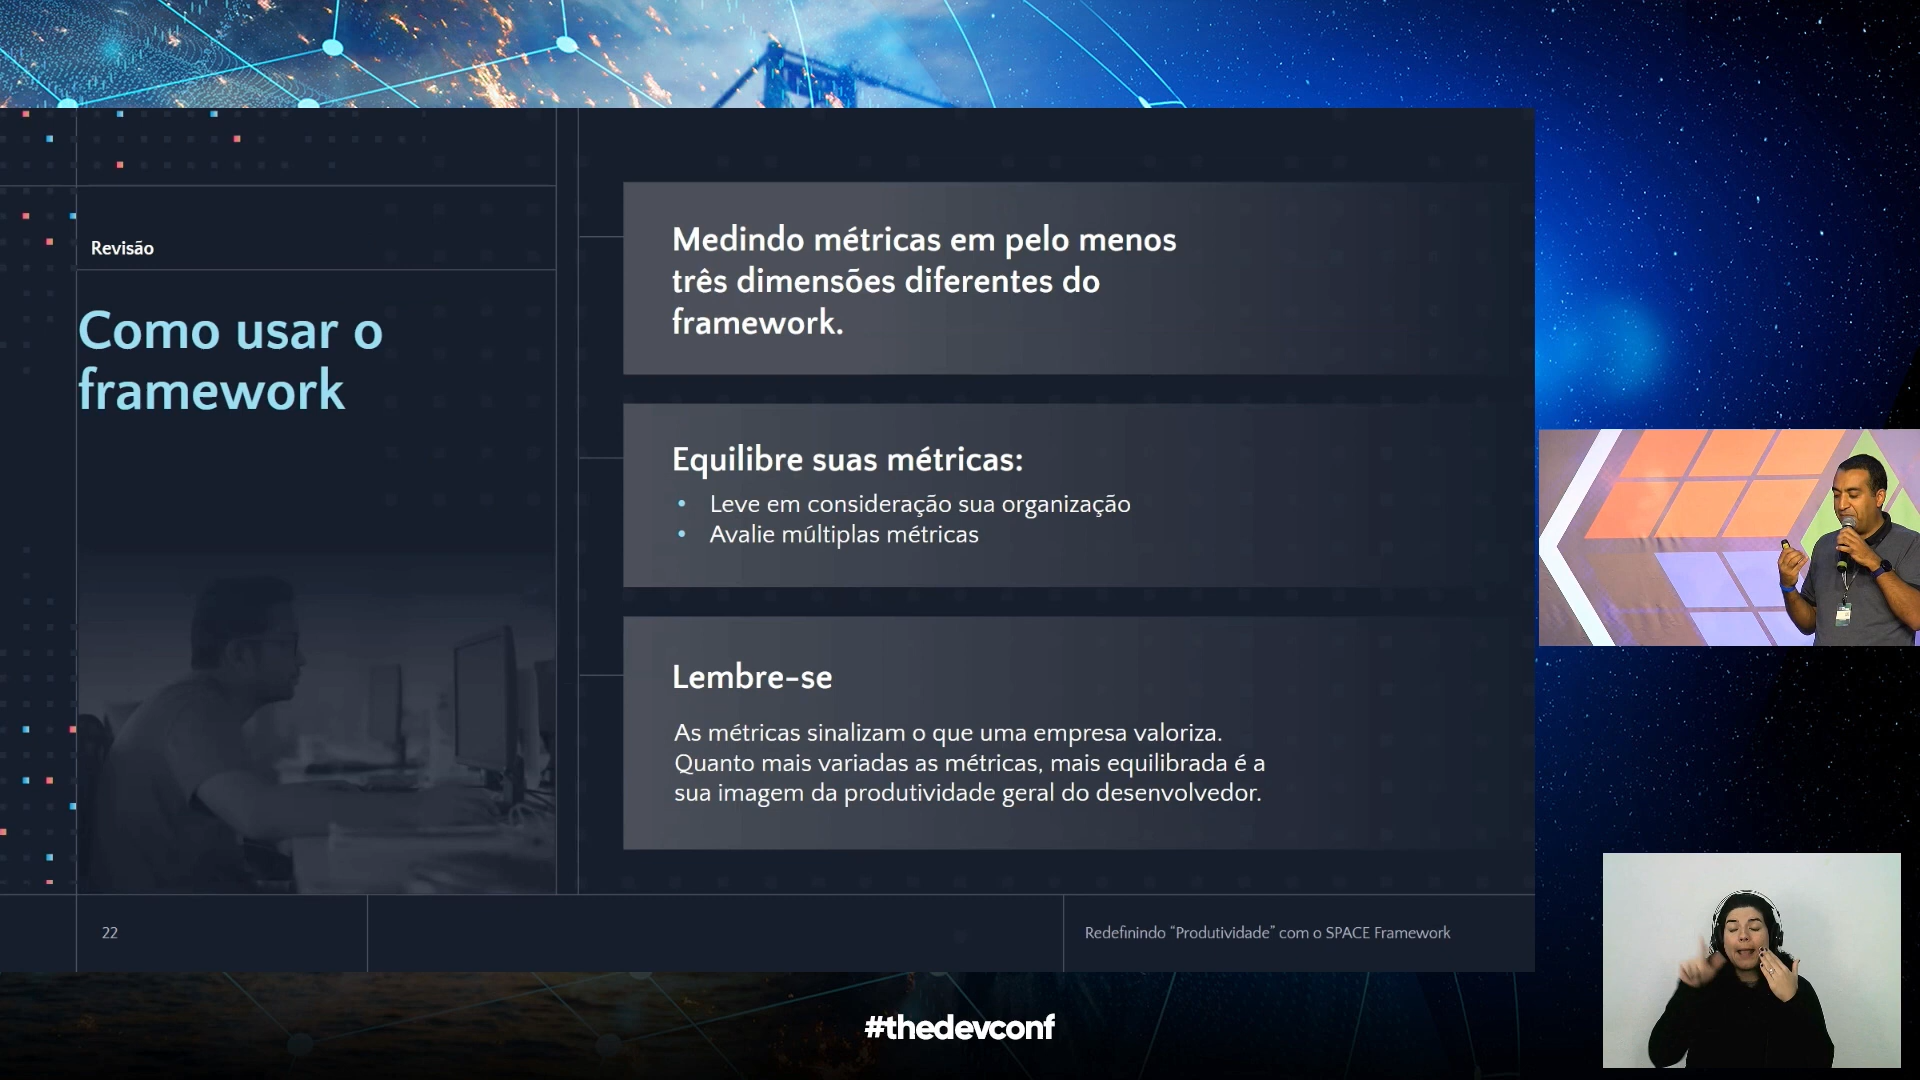 Revisão
Como usar o
framework
Medindo métricas em pelo menos
três dimensões diferentes do
framework.
Equilibre suas métricas:
• Leve em consideração sua organização
• Avalie múltiplas métricas
Lembre-se
As métricas sinalizam o que uma empresa valoriza.
Quanto mais variadas as métricas, mais equilibrada é a
sua imagem da produtividade geral do desenvolvedor.
22
Redefinindo “Produtividade” com o SPACE Framework
#thedevconf